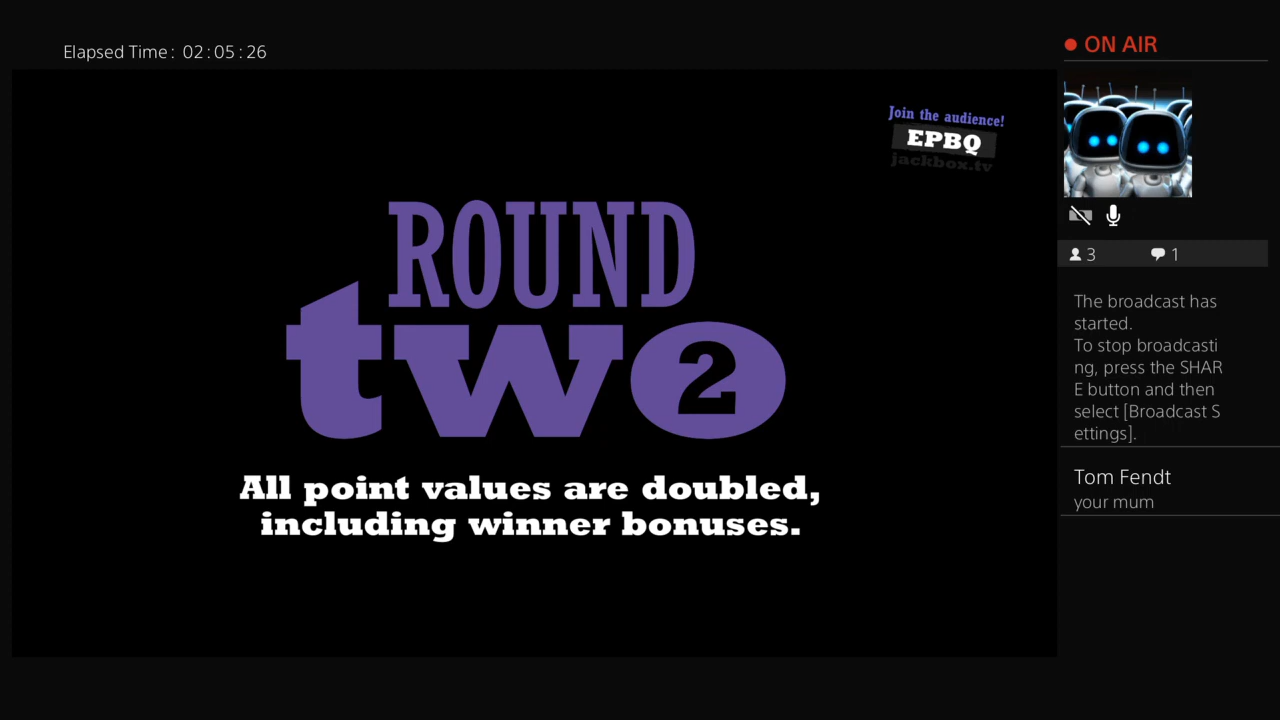 Elapsed Time: 02:05:26
ON AIR
Join the audience!
EPBQ
jackbox.tv
3 1
ROUND
two 2
All point values are doubled,
including winner bonuses.
The broadcast has
started.
To stop broadcasti
ng, press the SHAR
E button and then
select [Broadcast S
ettings].
Tom Fendt
your mum